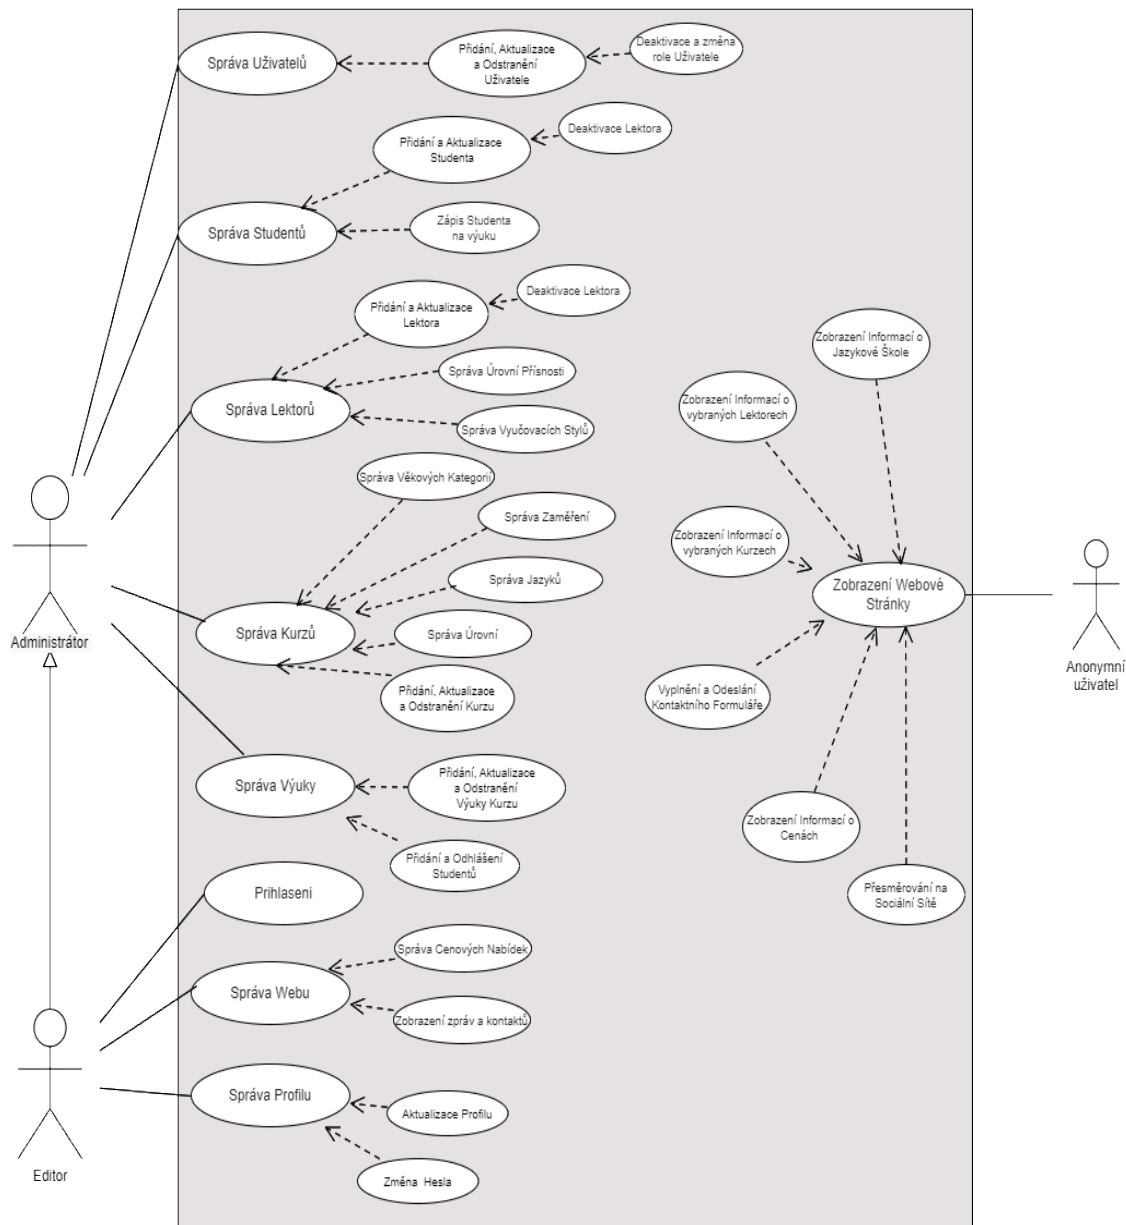 Správa Uživatelů
Přidání, Aktualizace
a Odstranění
Uživatele
Deaktivace a změna
role Uživatele
Přidání a Aktualizace
Studenta
Deaktivace Lektora
Správa Studentů
Zápis Studenta
na výuku
Přidání a Aktualizace
Lektora
Deaktivace Lektora
Správa Úrovní Přísnosti
Správa Lektorů
Správa Vyučovacích Stylů
Správa Věkových Kategorií
Správa Zaměření
Správa Jazyků
Správa Kurzů
Správa Úrovní
Přidání, Aktualizace
a Odstranění Kurzu
Správa Výuky
Přidání, Aktualizace
a Odstranění
Výuky Kurzu
Přidání a Odhlášení
Studentů
Prihlaseni
Správa Cenových Nabídek
Správa Webu
Zobrazení zpráv a kontaktů
Správa Profilu
Aktualizace Profilu
Změna Hesla
Administrátor
Editor
Zobrazení Informací o
Jazykové Škole
Zobrazení Informací o
vybraných Lektorech
Zobrazení Informací o
vybraných Kurzech
Zobrazení Webové
Stránky
Vyplnění a Odeslání
Kontaktního Formuláře
Zobrazení Informací o
Cenách
Přesměrování na
Sociální Sítě
Anonymní
uživatel